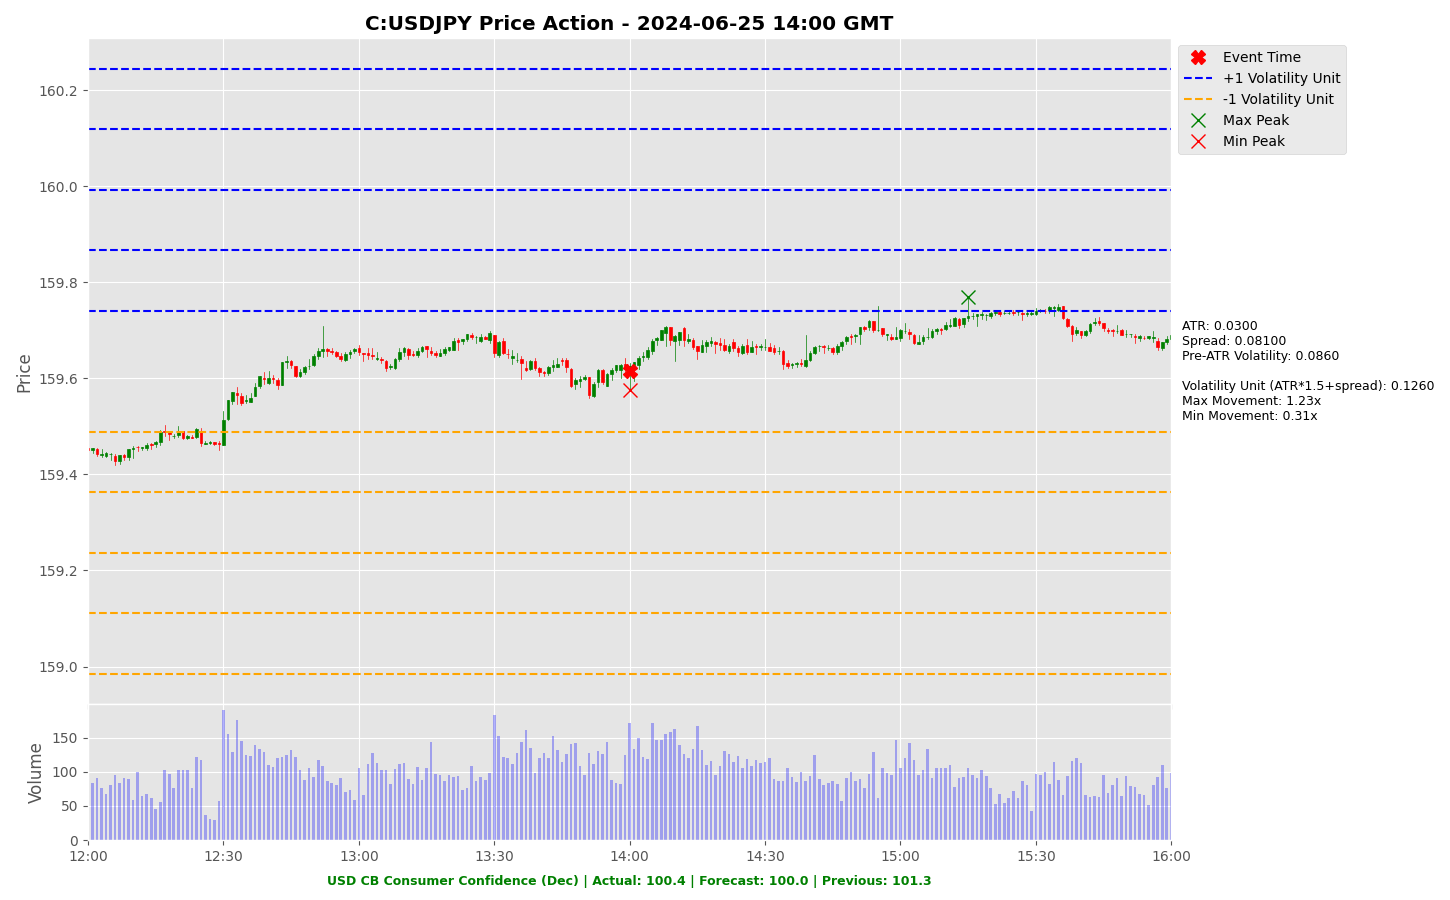 C:USDJPY Price Action - 2024-06-25 14:00 GMT
Event Time
+1 Volatility Unit
-1 Volatility Unit
Max Peak
Min Peak
Price
160.2
160.0
159.8
159.6
159.4
159.2
159.0
ATR: 0.0300
Spread: 0.08100
Pre-ATR Volatility: 0.0860
Volatility Unit (ATR*1.5+spread): 0.1260
Max Movement: 1.23x
Min Movement: 0.31x
Volume
150
100
50
0
12:00 12:30 13:00 13:30 14:00 14:30 15:00 15:30 16:00
USD CB Consumer Confidence (Dec) | Actual: 100.4 | Forecast: 100.0 | Previous: 101.3